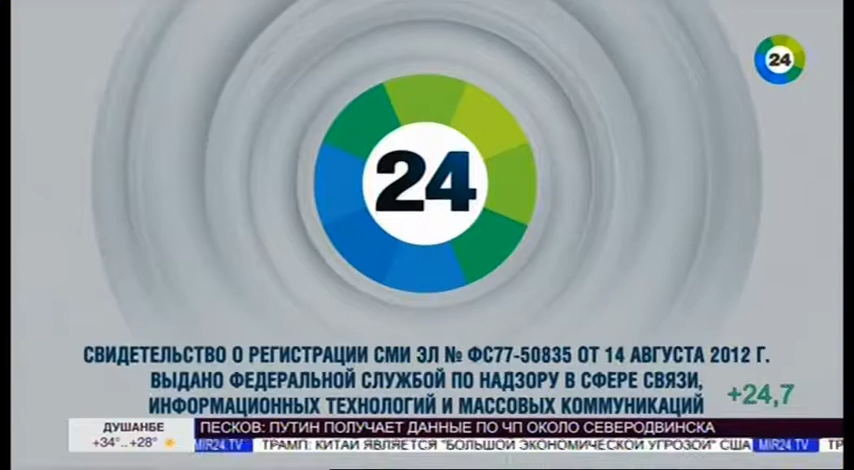 24
24
СВИДЕТЕЛЬСТВО О РЕГИСТРАЦИИ СМИ ЭЛ № ФС77-50835 ОТ 14 АВГУСТА 2012 Г.
ВЫДАНО ФЕДЕРАЛЬНОЙ СЛУЖБОЙ ПО НАДЗОРУ В СФЕРЕ СВЯЗИ,
ИНФОРМАЦИОННЫХ ТЕХНОЛОГИЙ И МАССОВЫХ КОММУНИКАЦИЙ
+24,7
ДУШАНБЕ
+34°..+28°
ПЕСКОВ: ПУТИН ПОЛУЧАЕТ ДАННЫЕ ПО ЧП ОКОЛО СЕВЕРОДВИНСКА
MIR24.TV ТРАМП: КИТАЙ ЯВЛЯЕТСЯ "БОЛЬШОЙ ЭКОНОМИЧЕСКОЙ УГРОЗОЙ" США MIR24.TV